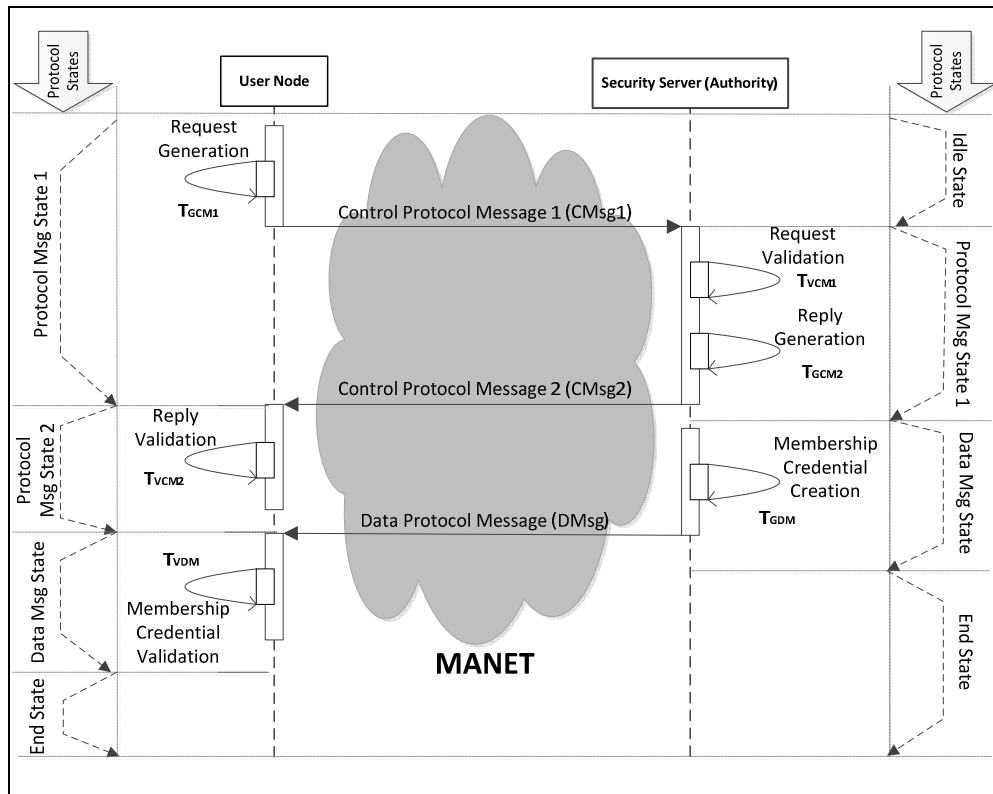 Protocol
States
User Node
Security Server (Authority)
Protocol
States
Request
Generation
TGCM1
Idle State
Control Protocol Message 1 (CMsg1)
Protocol Msg State 1
Request
Validation
TVCM1
Reply
Generation
TGCM2
Protocol Msg State 1
Control Protocol Message 2 (CMsg2)
Reply
Validation
TVCM2
Protocol
Msg State 2
Membership
Credential
Creation
TGDM
Data Msg State
Data Protocol Message (DMsg)
TVDM
Membership
Credential
Validation
Data Msg State
MANET
End State
End State